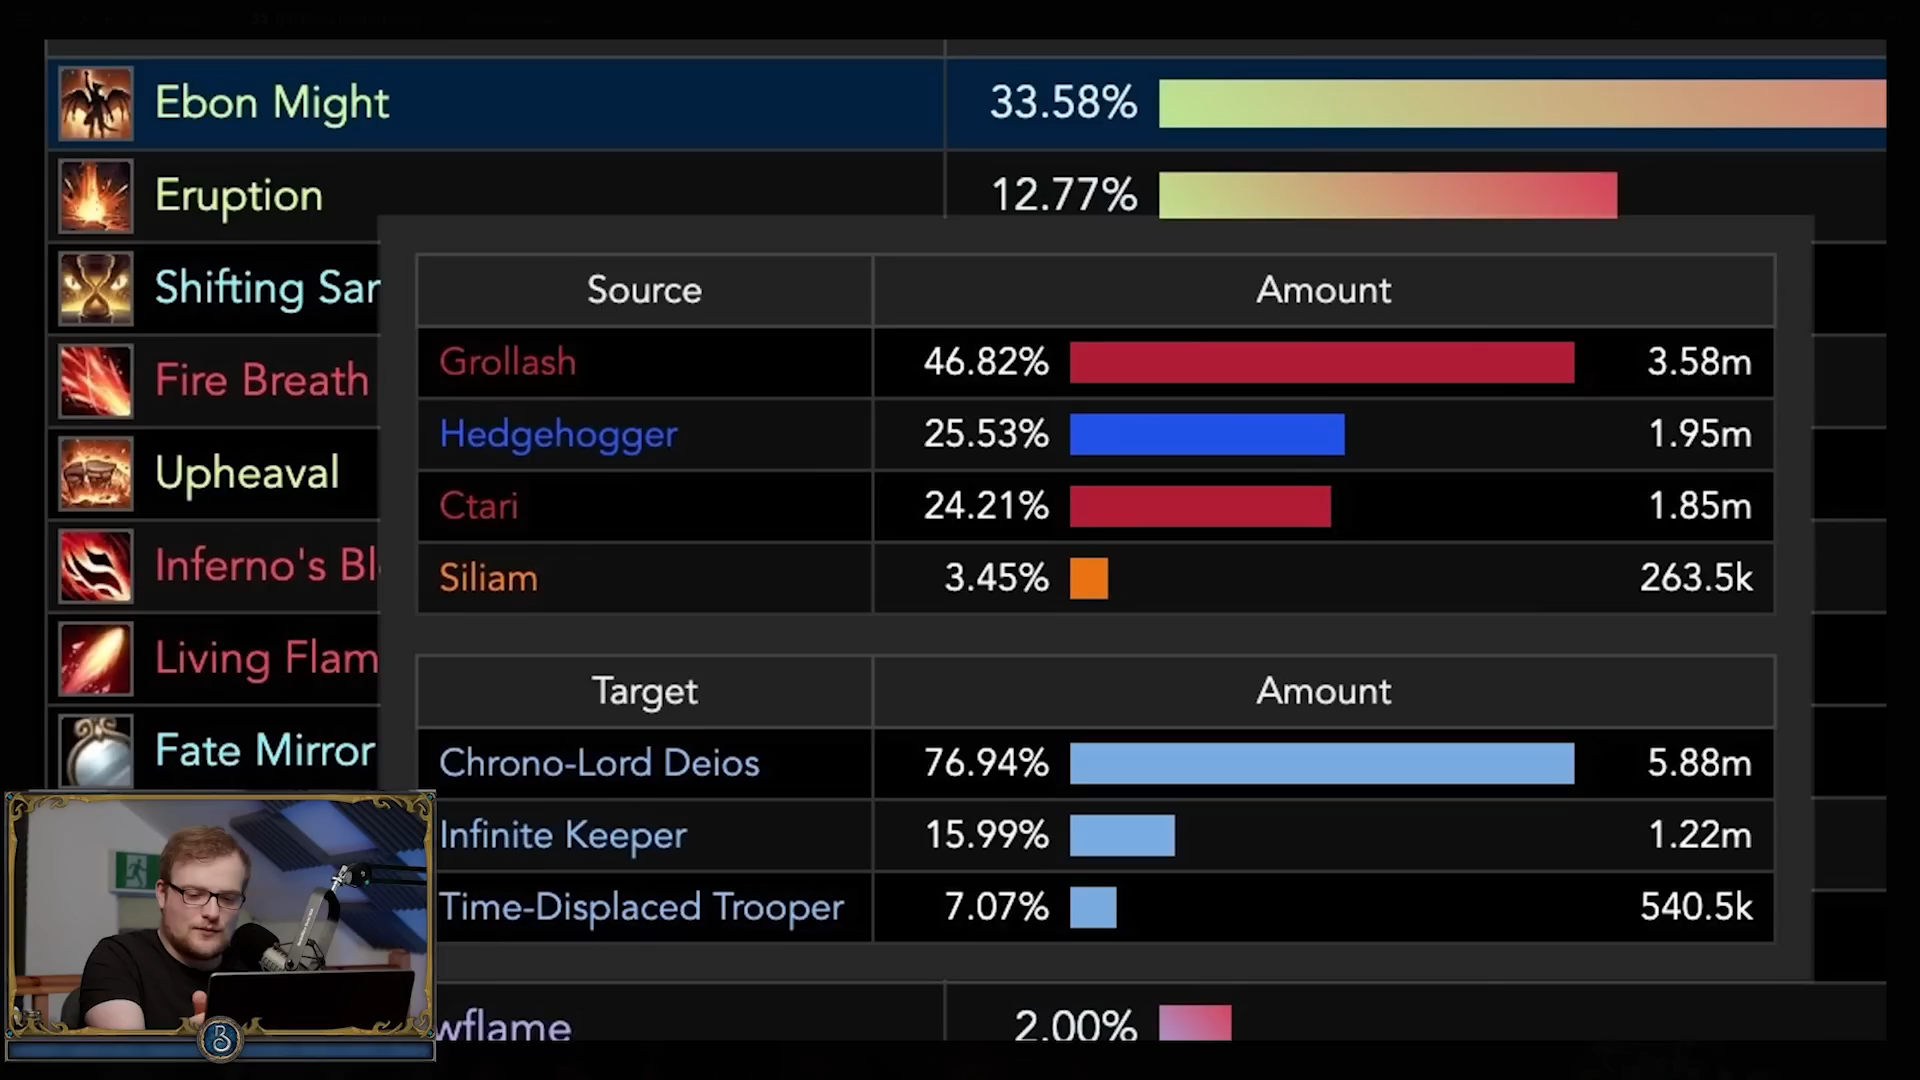 Ebon Might 33.58%
Eruption 12.77%
Shifting
Fire Breath
Upheaval
Inferno's
Living
Fate Mirror
Source Amount
Grollash 46.82% 3.58m
Hedgehogger 25.53% 1.95m
Ctari 24.21% 1.85m
Siliam 3.45% 263.5k
Target Amount
Chrono-Lord Deios 76.94% 5.88m
Infinite Keeper 15.99% 1.22m
Time-Displaced Trooper 7.07% 540.5k
wflame 2.00%
B